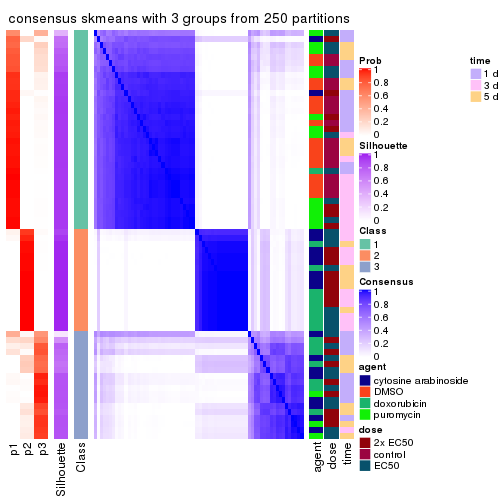 consensus skmeans with 3 groups from 250 partitions
Prob
1
0.8
0.6
0.4
0.2
0
time
1 d
3 d
5 d
Silhouette
1
0.8
0.6
0.4
0.2
0
Class
1
2
3
Consensus
1
0.8
0.6
0.4
0.2
0
agent
cytosine arabinoside
DMSO
doxorubicin
puromycin
dose
2x EC50
control
EC50
p1
p2
p3
Silhouette
Class
agent
dose
time